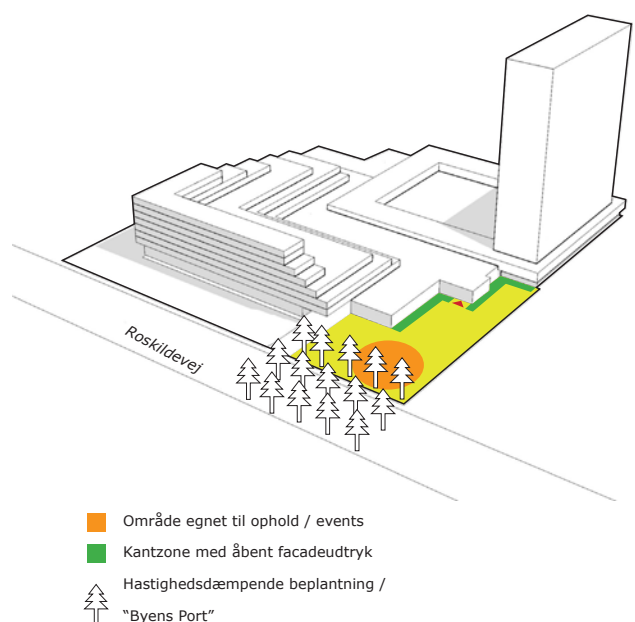 Roskildevej
Område egnet til ophold / events
Kantzone med åbent facadeudtryk
Hastighedsdæmpende beplantning /
"Byens Port"